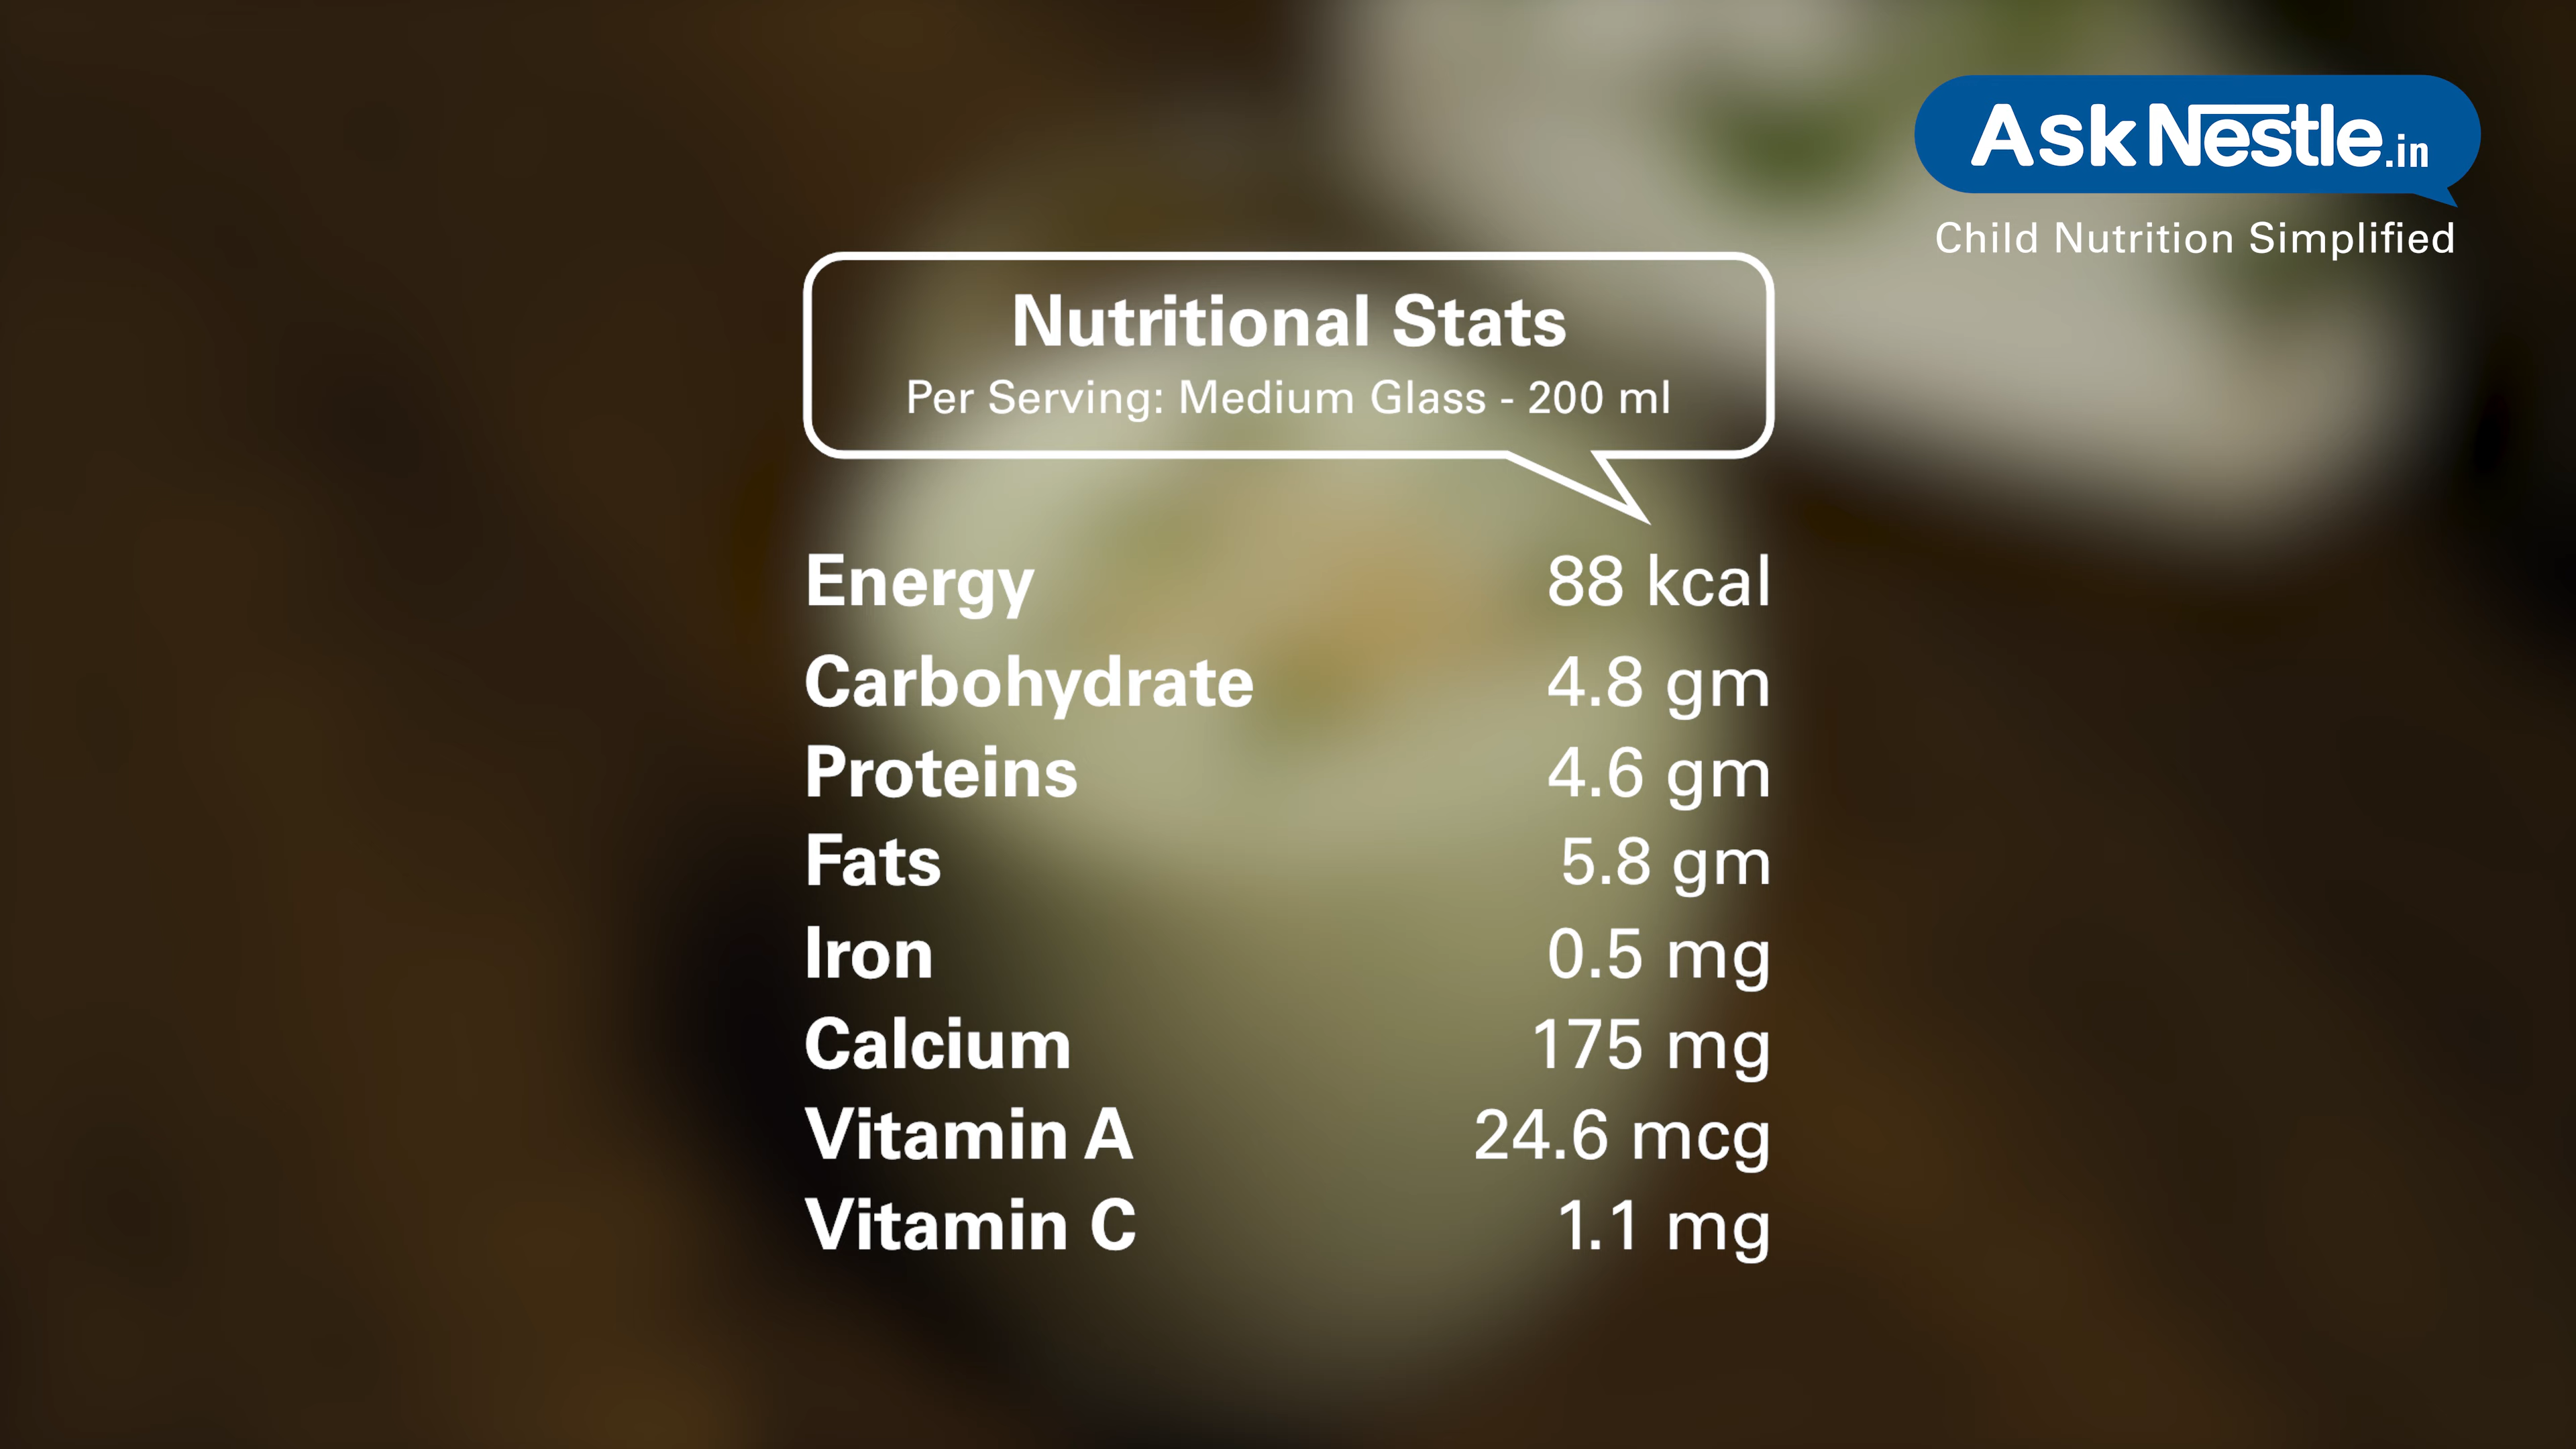 AskNestle.in
Child Nutrition Simplified
Nutritional Stats
Per Serving: Medium Glass - 200 ml
Energy 88 kcal
Carbohydrate 4.8 gm
Proteins 4.6 gm
Fats 5.8 gm
Iron 0.5 mg
Calcium 175 mg
Vitamin A 24.6 mcg
Vitamin C 1.1 mg